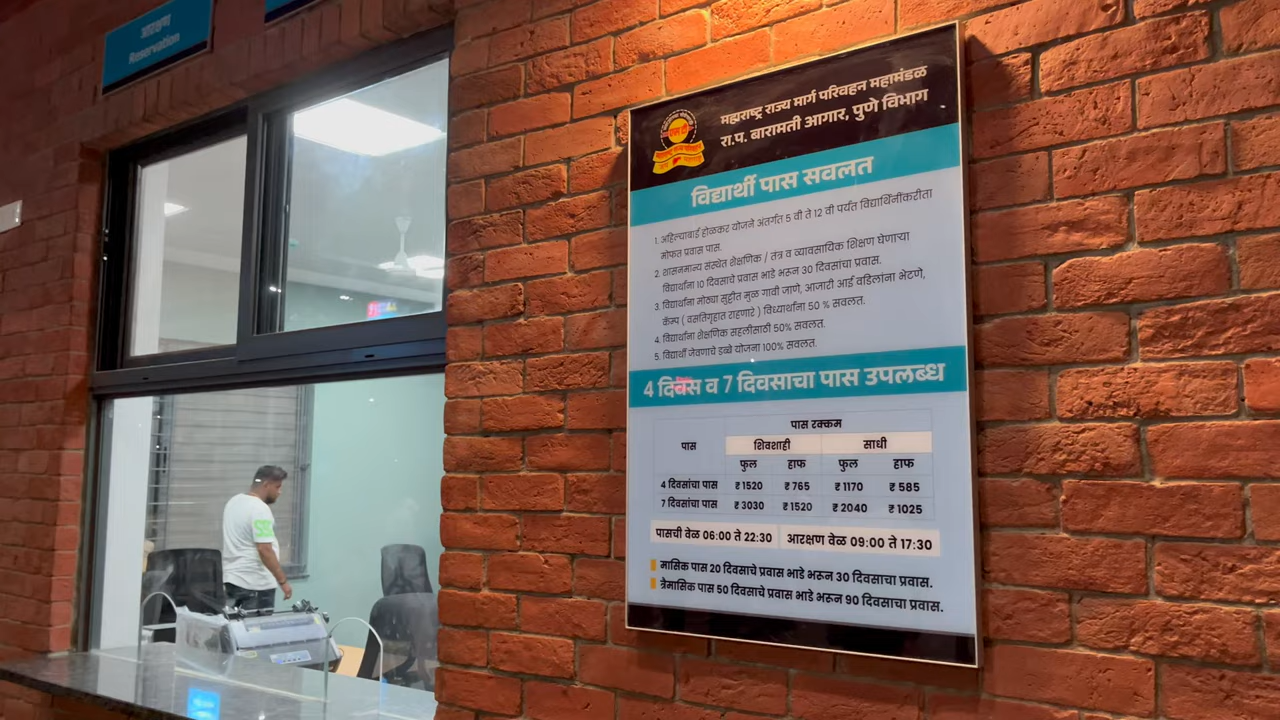 आरक्षण
Reservation
महाराष्ट्र राज्य मार्ग परिवहन महामंडळ
रा.प. बारामती आगार, पुणे विभाग
विद्यार्थी पास सवलत
1. अहिल्याबाई होळकर योजने अंतर्गत 5 वी ते 12 वी पर्यंत विद्यार्थिनींकरीता
मोफत प्रवास पास.
2. शासनमान्य संस्थेत शैक्षणिक / तंत्र व व्यावसायिक शिक्षण घेणाऱ्या
विद्यार्थांना 10 दिवसाचे प्रवास भाडे भरून 30 दिवसांचा प्रवास.
3. विद्यार्थांना मोठ्या सुट्टीत मुळ गावी जाणे, आजारी आई वडिलांना भेटणे,
कॅम्प ( वसतिगृहात राहणारे ) विध्यार्थांना 50 % सवलत.
4. विद्यार्थांना शैक्षणिक सहलीसाठी 50% सवलत.
5. विद्यार्थी जेवणाचे डब्बे योजना 100% सवलत.
4 दिवस व 7 दिवसाचा पास उपलब्ध
पास रक्कम
पास शिवशाही साधी
फुल हाफ फुल हाफ
4 दिवसांचा पास ₹ 1520 ₹ 765 ₹ 1170 ₹ 585
7 दिवसांचा पास ₹ 3030 ₹ 1520 ₹ 2040 ₹ 1025
पासची वेळ 06:00 ते 22:30 आरक्षण वेळ 09:00 ते 17:30
मासिक पास 20 दिवसाचे प्रवास भाडे भरून 30 दिवसाचा प्रवास.
त्रैमासिक पास 50 दिवसाचे प्रवास भाडे भरून 90 दिवसाचा प्रवास.